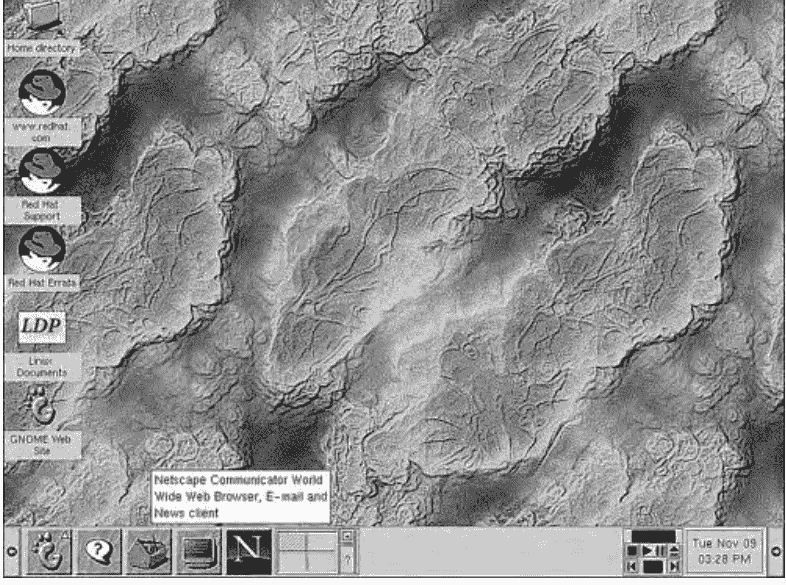 Home directory
www.redhat.
com
Red Hat
Support
Red Hat Errata
LDP
Linux
Documents
GNOME Web
Site
Netscape Communicator World
Wide Web Browser, E-mail and
News client
?
N
?
Tue Nov 09
03:28 PM